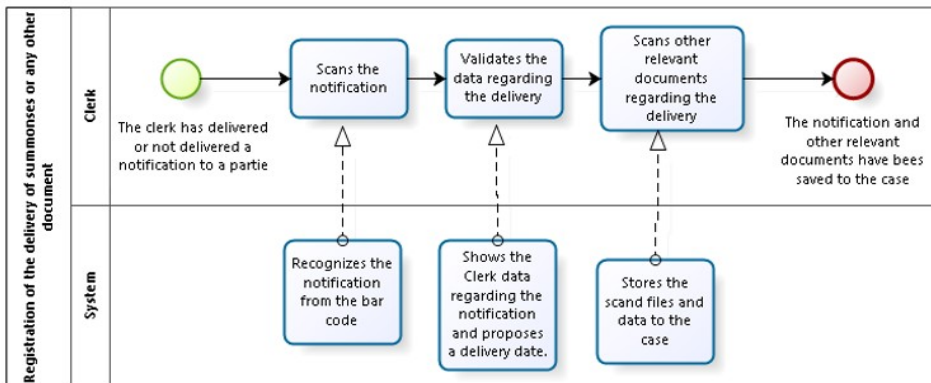 Registration of the delivery of summonses or any other
document
Clerk
The clerk has delivered
or not delivered a
notification to a partie
Scans the
notification
Validates the
data regarding
the delivery
Scans other
relevant
documents
regarding the
delivery
The notification and
other relevant
documents have bees
saved to the case
System
Recognizes the
notification
from the bar
code
Shows the
Clerk data
regarding the
notification
and proposes
a delivery date.
Stores the
scand files and
data to the
case